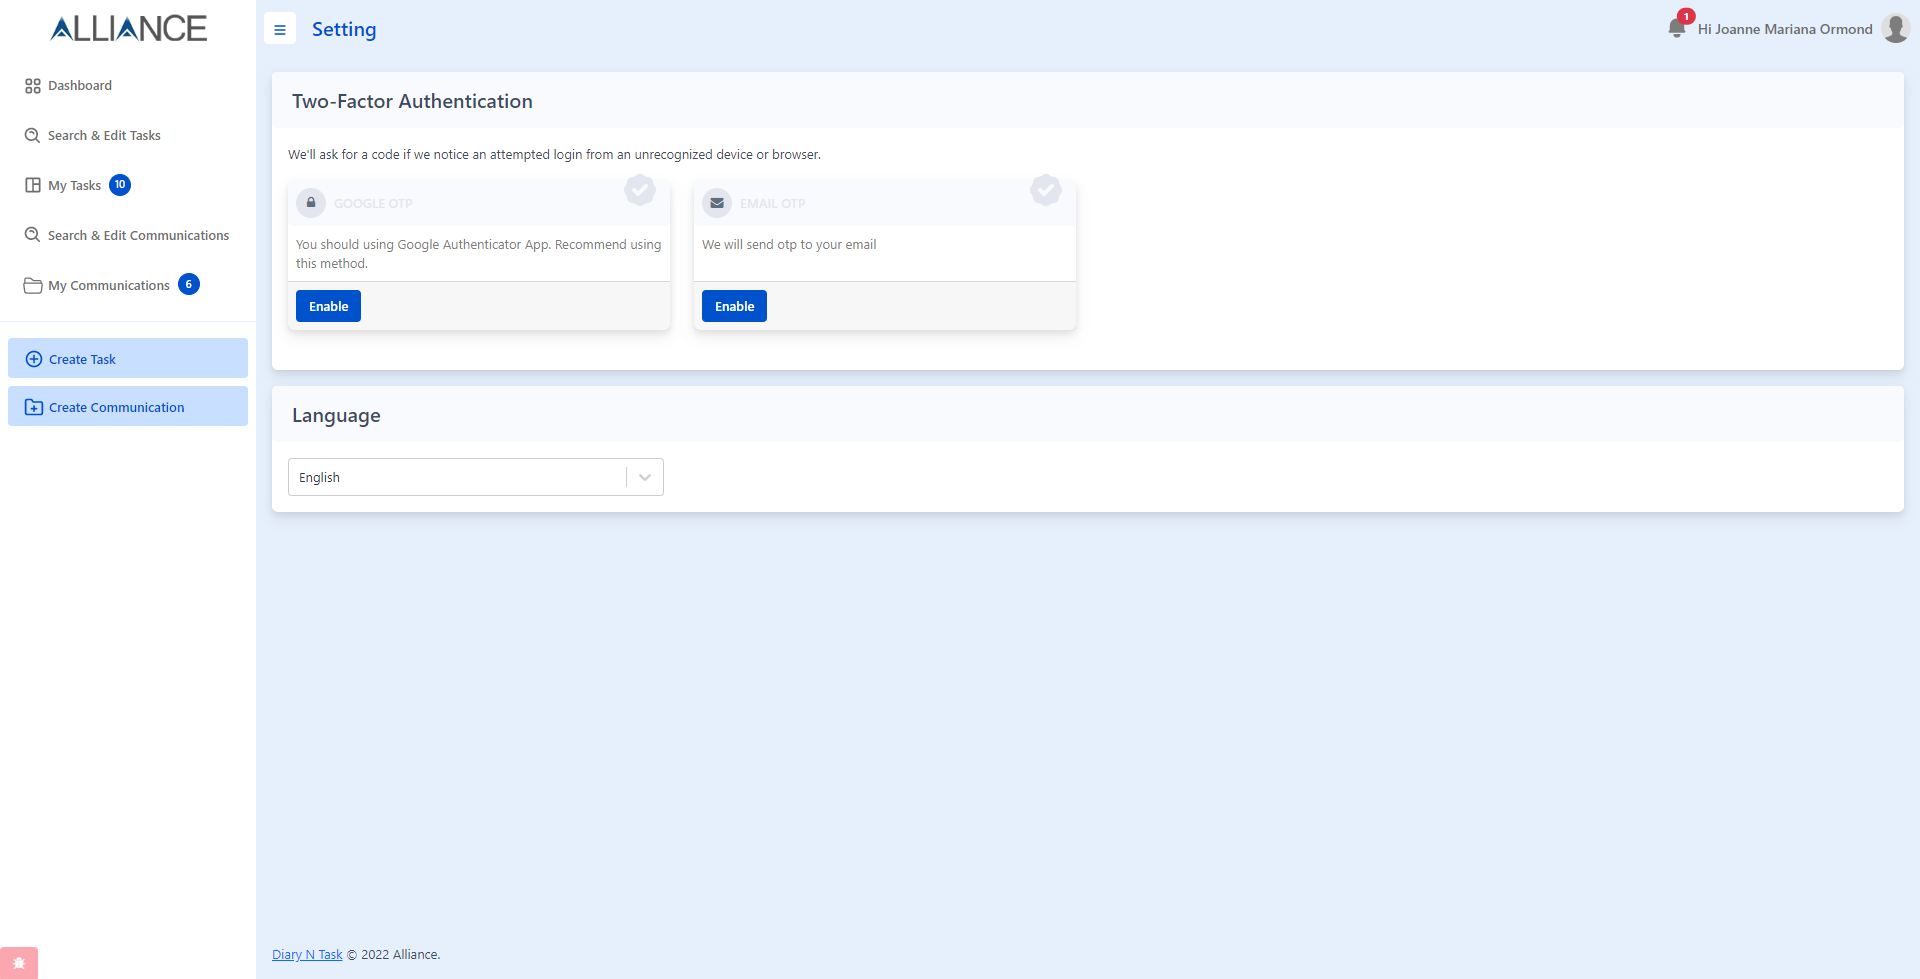 ALLIANCE
Setting
1
Hi Joanne Mariana Ormond
Dashboard
Search & Edit Tasks
My Tasks 10
Search & Edit Communications
My Communications 6
Create Task
Create Communication
Two-Factor Authentication
We'll ask for a code if we notice an attempted login from an unrecognized device or browser.
GOOGLE OTP
You should using Google Authenticator App. Recommend using
this method.
Enable
EMAIL OTP
We will send otp to your email
Enable
Language
English
Diary N Task © 2022 Alliance.